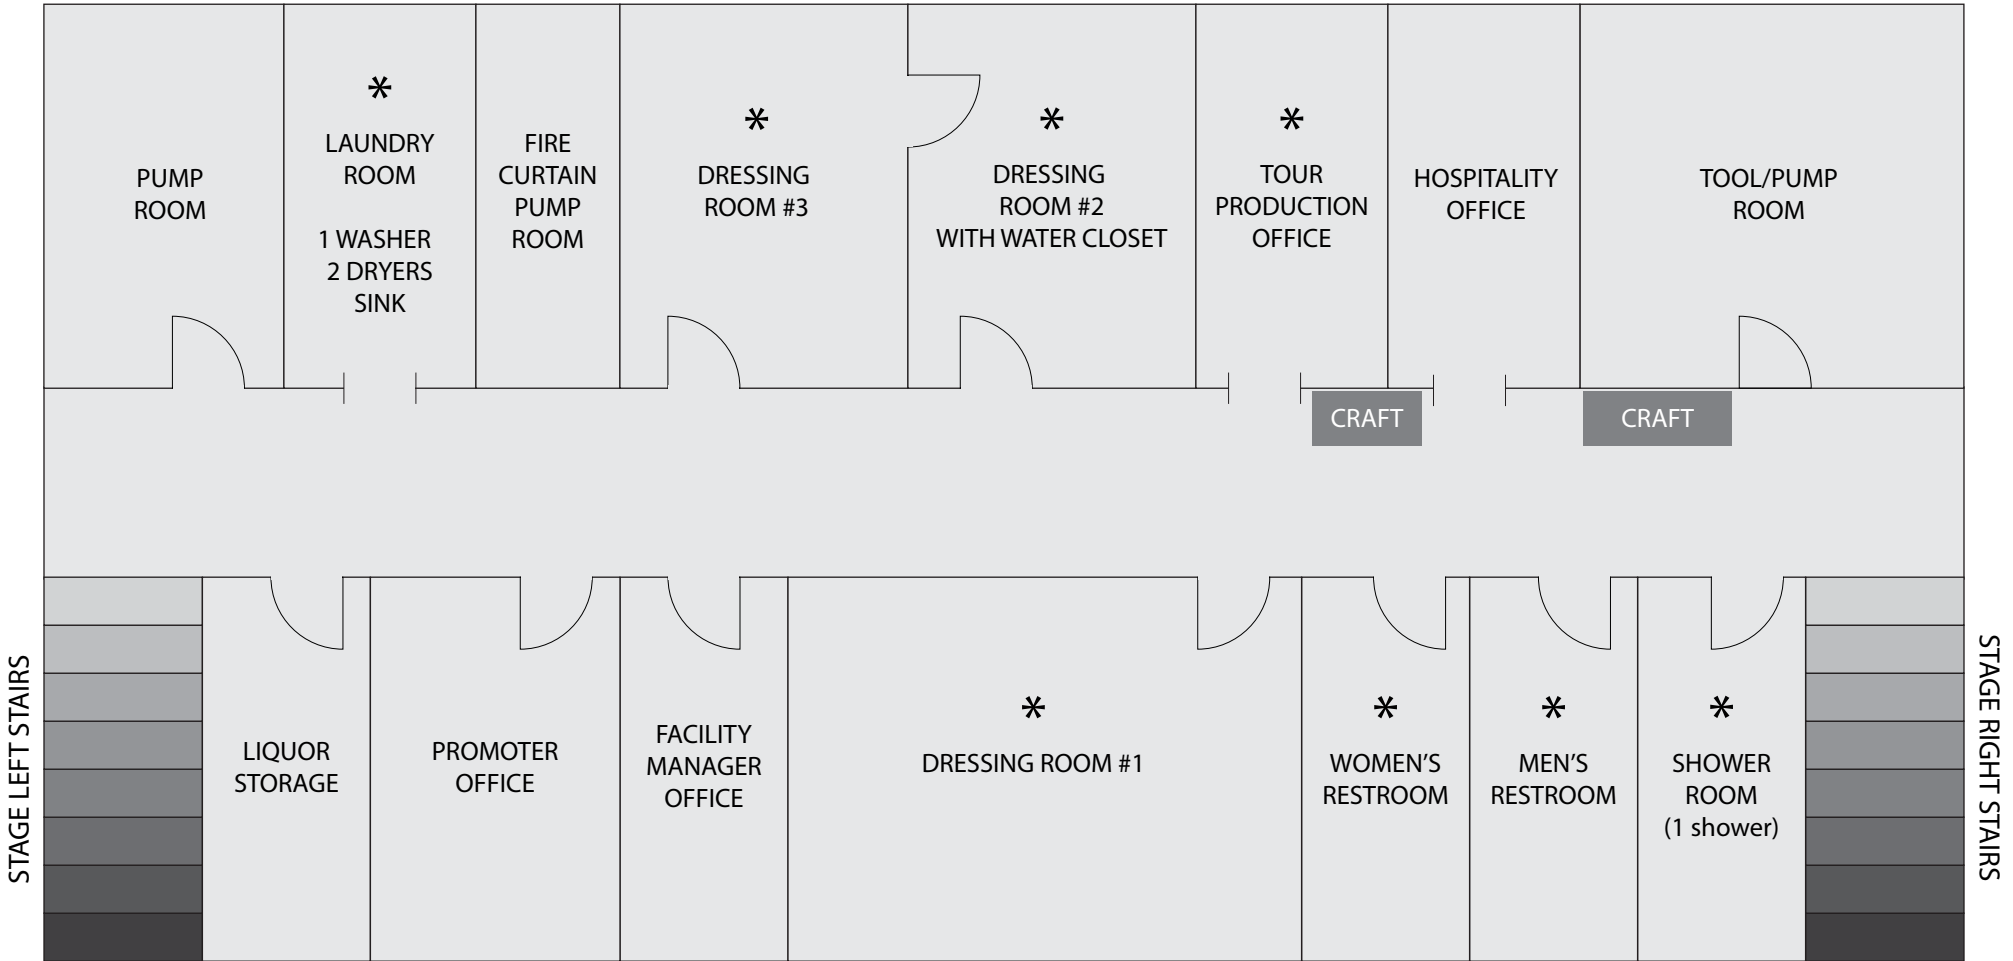 PUMP
ROOM
*
LAUNDRY
ROOM
1 WASHER
2 DRYERS
SINK
FIRE
CURTAIN
PUMP
ROOM
*
DRESSING
ROOM #3
*
DRESSING
ROOM #2
WITH WATER CLOSET
*
TOUR
PRODUCTION
OFFICE
HOSPITALITY
OFFICE
TOOL/PUMP
ROOM
CRAFT
CRAFT
STAGE LEFT STAIRS
LIQUOR
STORAGE
PROMOTER
OFFICE
FACILITY
MANAGER
OFFICE
*
DRESSING ROOM #1
*
WOMEN'S
RESTROOM
*
MEN'S
RESTROOM
*
SHOWER
ROOM
(1 shower)
STAGE RIGHT STAIRS